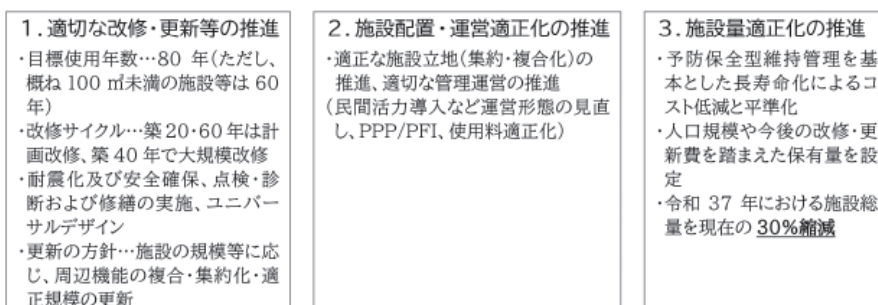 1．適切な改修・更新等の推進
・目標使用年数…80 年（ただし、
概ね 100 ㎡未満の施設等は 60
年）
・改修サイクル…築20・60 年は計
画改修、築 40 年で大規模改修
・耐震化及び安全確保、点検・診
断および修繕の実施、ユニバー
サルデザイン
・更新の方針…施設の規模等に応
じ、周辺機能の複合・集約化・適
正規模の更新
2．施設配置・運営適正化の推進
・適正な施設立地（集約・複合化）の
推進、適切な管理運営の推進
（民間活力導入など運営形態の見直
し、PPP/PFI、使用料適正化）
3．施設量適正化の推進
・予防保全型維持管理を基
本とした長寿命化によるコ
スト低減と平準化
・人口規模や今後の改修・更
新費を踏まえた保有量を設
定
・令和 37 年における施設総
量を現在の 30%縮減